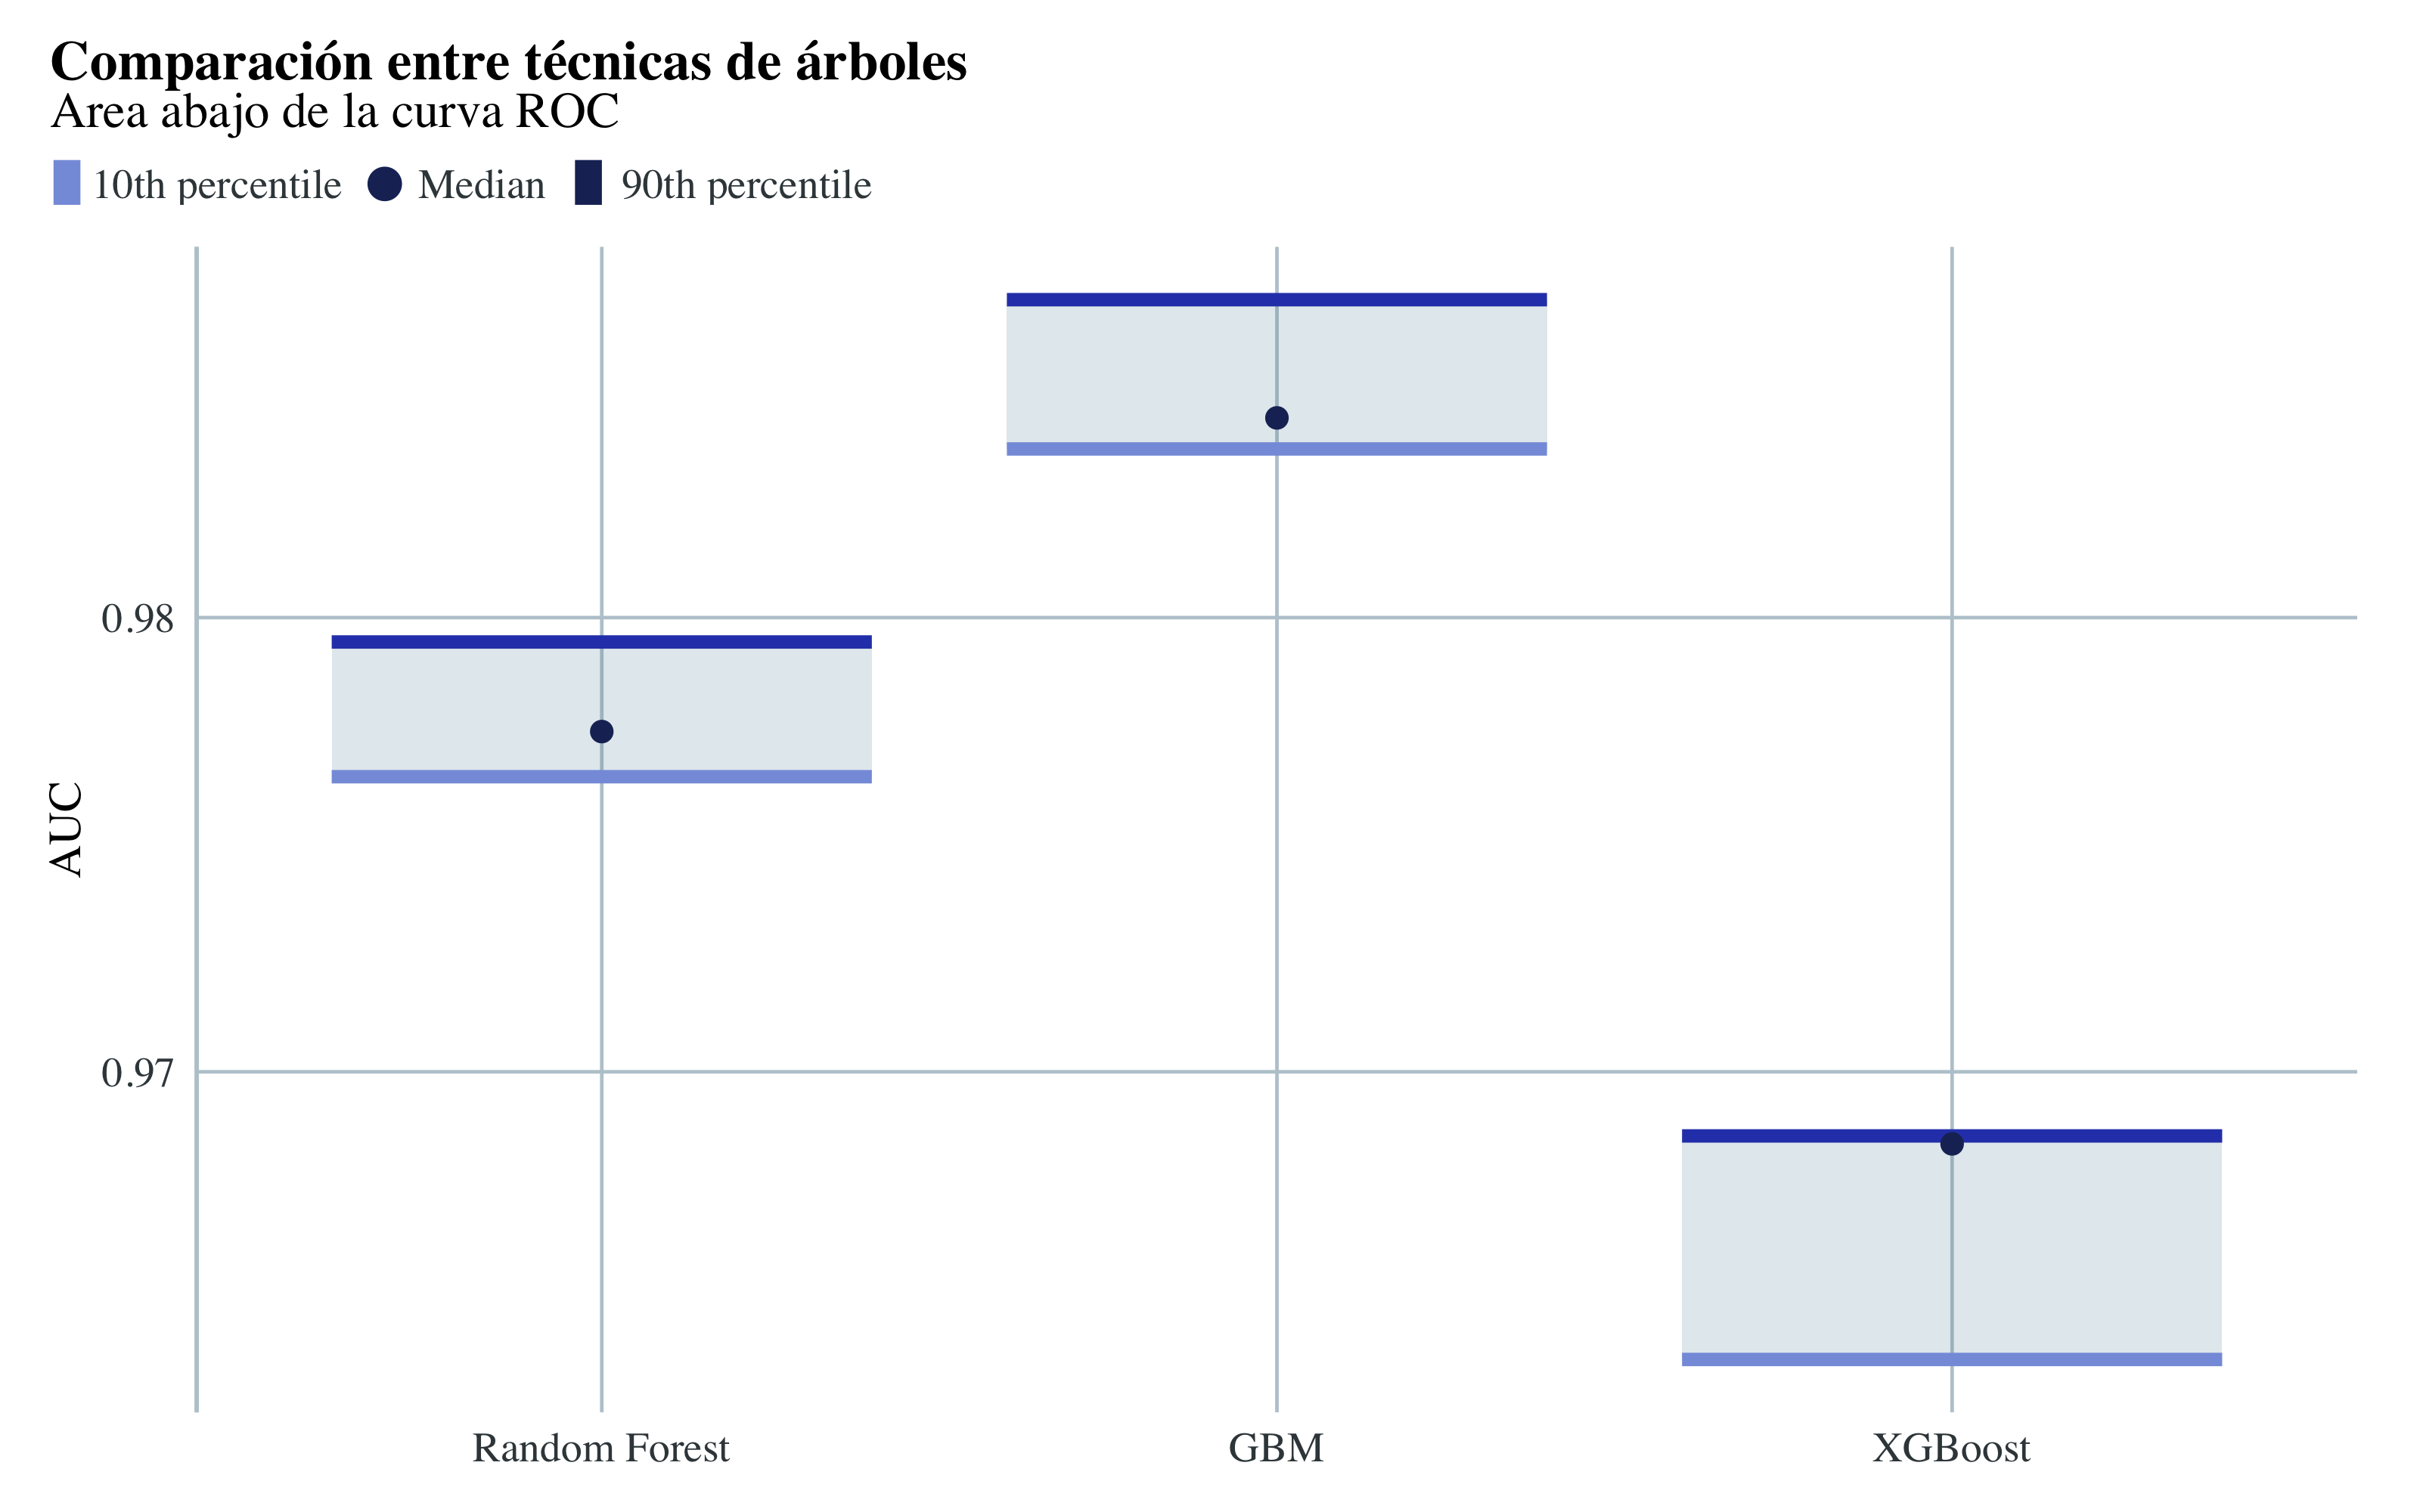 Comparación entre técnicas de árboles
Area abajo de la curva ROC
10th percentile Median 90th percentile
0.98
AUC
0.97
Random Forest GBM XGBoost